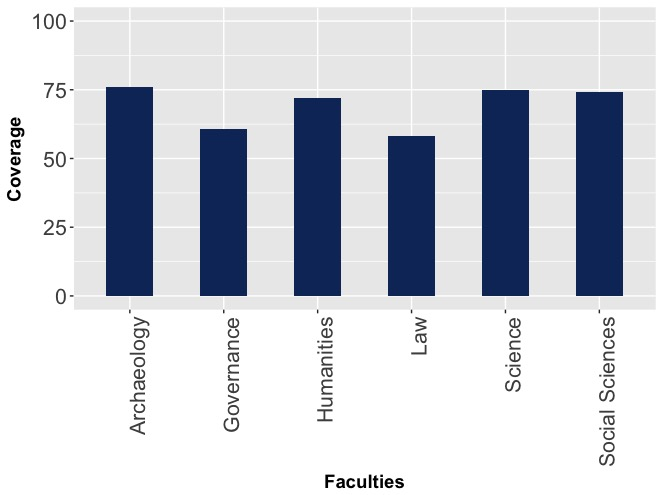 Coverage
100
75
50
25
0
Archaeology
Governance
Humanities
Law
Science
Social Sciences
Faculties